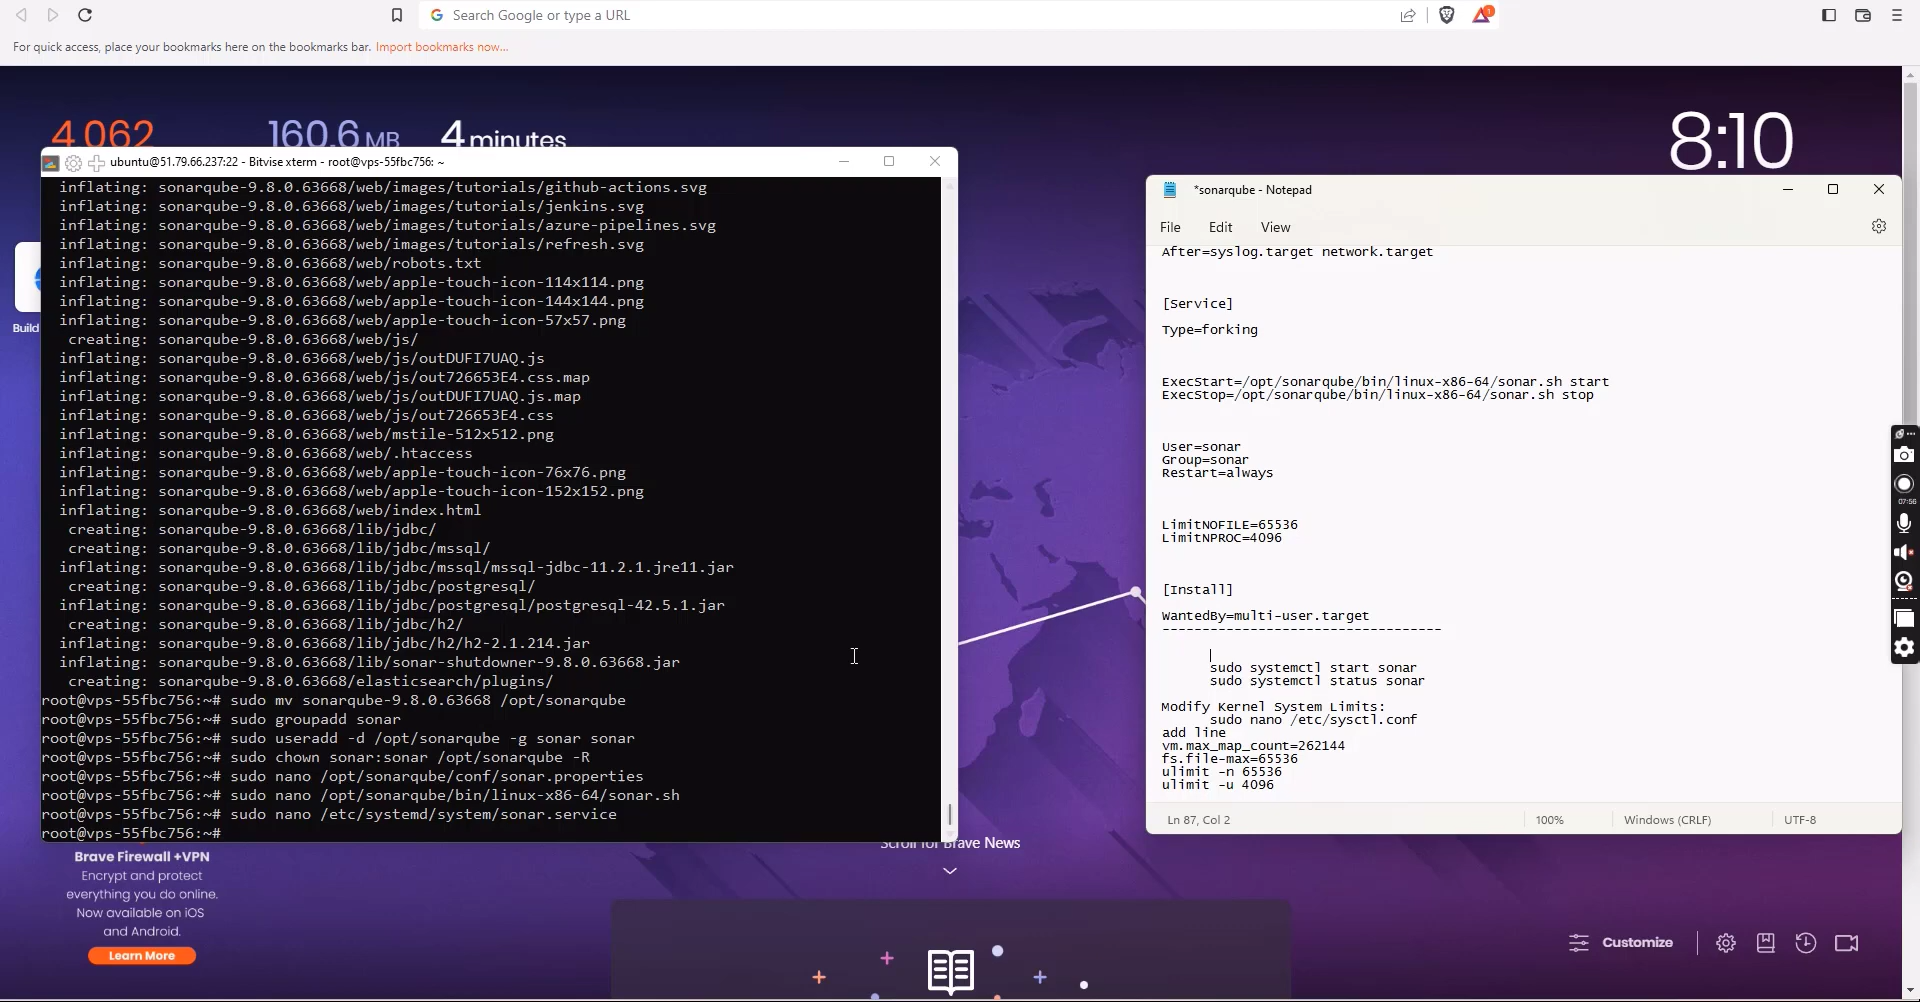 Search Google or type a URL
1
For quick access, place your bookmarks here on the bookmarks bar. Import bookmarks now...
4 062
160.6 MB
4 minutes
8:10
Build
ubuntu@51.79.66.237:22 - Bitvise xterm - root@vps-55fbc756: ~
inflating: sonarqube-9.8.0.63668/web/images/tutorials/github-actions.svg
inflating: sonarqube-9.8.0.63668/web/images/tutorials/jenkins.svg
inflating: sonarqube-9.8.0.63668/web/images/tutorials/azure-pipelines.svg
inflating: sonarqube-9.8.0.63668/web/images/tutorials/refresh.svg
inflating: sonarqube-9.8.0.63668/web/robots.txt
inflating: sonarqube-9.8.0.63668/web/apple-touch-icon-114x114.png
inflating: sonarqube-9.8.0.63668/web/apple-touch-icon-144x144.png
inflating: sonarqube-9.8.0.63668/web/apple-touch-icon-57x57.png
creating: sonarqube-9.8.0.63668/web/js/
inflating: sonarqube-9.8.0.63668/web/js/outDUFI7UAQ.js
inflating: sonarqube-9.8.0.63668/web/js/out726653E4.css.map
inflating: sonarqube-9.8.0.63668/web/js/outDUFI7UAQ.js.map
inflating: sonarqube-9.8.0.63668/web/js/out726653E4.css
inflating: sonarqube-9.8.0.63668/web/mstile-512x512.png
inflating: sonarqube-9.8.0.63668/web/.htaccess
inflating: sonarqube-9.8.0.63668/web/apple-touch-icon-76x76.png
inflating: sonarqube-9.8.0.63668/web/apple-touch-icon-152x152.png
inflating: sonarqube-9.8.0.63668/web/index.html
creating: sonarqube-9.8.0.63668/lib/jdbc/
creating: sonarqube-9.8.0.63668/lib/jdbc/mssql/
inflating: sonarqube-9.8.0.63668/lib/jdbc/mssql/mssql-jdbc-11.2.1.jre11.jar
creating: sonarqube-9.8.0.63668/lib/jdbc/postgresql/
inflating: sonarqube-9.8.0.63668/lib/jdbc/postgresql/postgresql-42.5.1.jar
creating: sonarqube-9.8.0.63668/lib/jdbc/h2/
inflating: sonarqube-9.8.0.63668/lib/jdbc/h2/h2-2.1.214.jar
inflating: sonarqube-9.8.0.63668/lib/sonar-shutdowner-9.8.0.63668.jar
creating: sonarqube-9.8.0.63668/elasticsearch/plugins/
root@vps-55fbc756:~# sudo mv sonarqube-9.8.0.63668 /opt/sonarqube
root@vps-55fbc756:~# sudo groupadd sonar
root@vps-55fbc756:~# sudo useradd -d /opt/sonarqube -g sonar sonar
root@vps-55fbc756:~# sudo chown sonar:sonar /opt/sonarqube -R
root@vps-55fbc756:~# sudo nano /opt/sonarqube/conf/sonar.properties
root@vps-55fbc756:~# sudo nano /opt/sonarqube/bin/linux-x86-64/sonar.sh
root@vps-55fbc756:~# sudo nano /etc/systemd/system/sonar.service
root@vps-55fbc756:~#
*sonarqube - Notepad
File Edit View
After=syslog.target network.target
[Service]
Type=forking
ExecStart=/opt/sonarqube/bin/linux-x86-64/sonar.sh start
ExecStop=/opt/sonarqube/bin/linux-x86-64/sonar.sh stop
User=sonar
Group=sonar
Restart=always
LimitNOFILE=65536
LimitNPROC=4096
[Install]
WantedBy=multi-user.target
-----------------------------------
sudo systemctl start sonar
sudo systemctl status sonar
Modify Kernel System Limits:
sudo nano /etc/sysctl.conf
add line
vm.max_map_count=262144
fs.file-max=65536
ulimit -n 65536
ulimit -u 4096
Ln 87, Col 2 100% Windows (CRLF) UTF-8
07:56
Brave Firewall +VPN
Encrypt and protect
everything you do online.
Now available on iOS
and Android.
Learn More
Scroll for Brave News
Customize